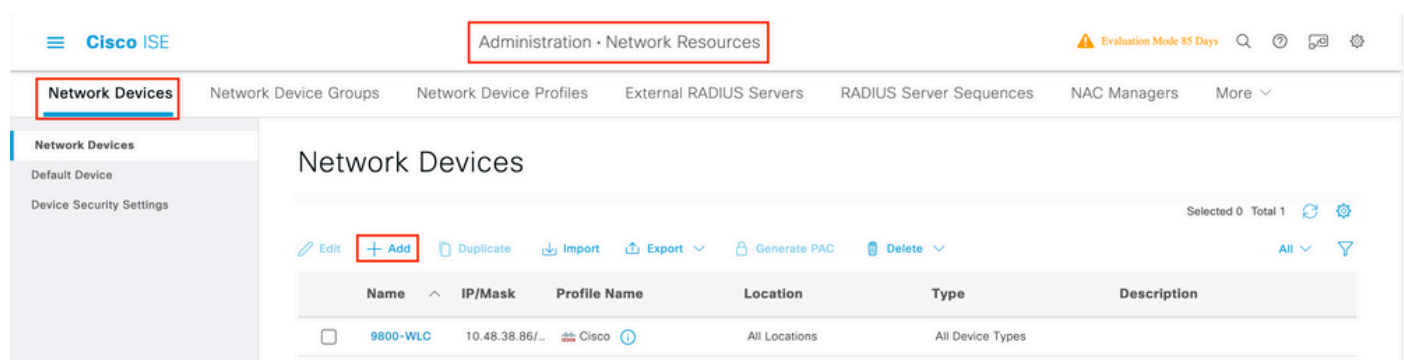 Cisco ISE Administration · Network Resources Evaluation Mode 85 Days
Network Devices Network Device Groups Network Device Profiles External RADIUS Servers RADIUS Server Sequences NAC Managers More
Network Devices
Default Device
Device Security Settings
Network Devices
Selected 0 Total 1
Edit Add Duplicate Import Export Generate PAC Delete All
Name IP/Mask Profile Name Location Type Description
9800-WLC 10.48.38.86/... Cisco All Locations All Device Types